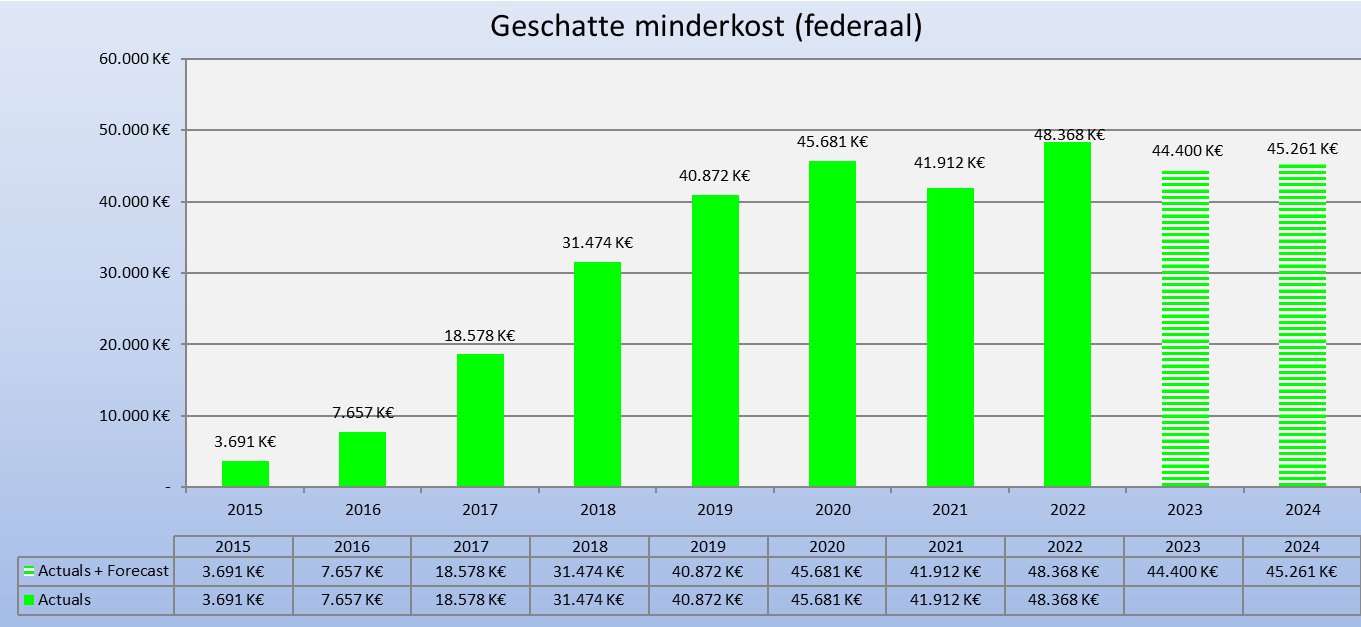 Geschatte minderkost (federaal)
60.000 K€
50.000 K€
40.000 K€
30.000 K€
20.000 K€
10.000 K€
-
3.691 K€
7.657 K€
18.578 K€
31.474 K€
40.872 K€
45.681 K€
41.912 K€
48.368 K€
44.400 K€
45.261 K€
2015 2016 2017 2018 2019 2020 2021 2022 2023 2024
2015 2016 2017 2018 2019 2020 2021 2022 2023 2024
Actuals + Forecast 3.691 K€ 7.657 K€ 18.578 K€ 31.474 K€ 40.872 K€ 45.681 K€ 41.912 K€ 48.368 K€ 44.400 K€ 45.261 K€
Actuals 3.691 K€ 7.657 K€ 18.578 K€ 31.474 K€ 40.872 K€ 45.681 K€ 41.912 K€ 48.368 K€